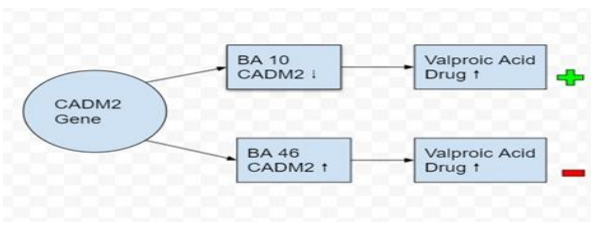 BA 10
CADM2 ↓
Valproic Acid
Drug ↑
CADM2
Gene
BA 46
CADM2 ↑
Valproic Acid
Drug ↑